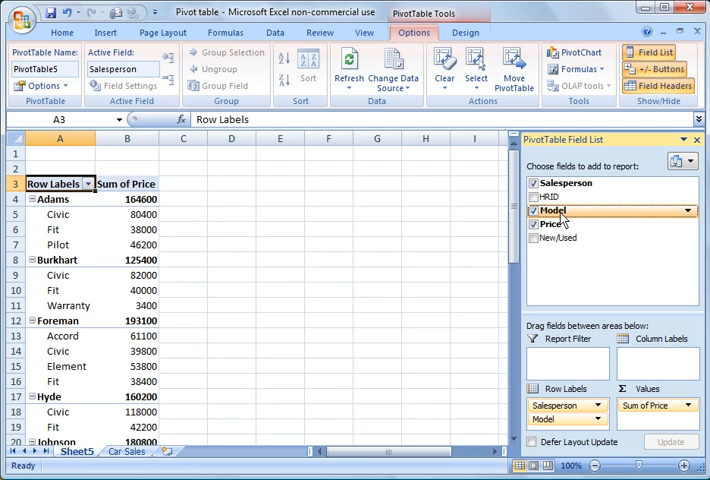 Pivot table - Microsoft Excel non-commercial use
PivotTable Tools
Home Insert Page Layout Formulas Data Review View Options Design
PivotTable Name:
PivotTable5
Options
PivotTable
Active Field:
Salesperson
Field Settings
Active Field
Group Selection
Ungroup
Group Field
Group
Sort
Sort
Refresh
Change Data
Source
Data
Clear
Select
Move
PivotTable
Actions
PivotChart
Formulas
OLAP tools
Tools
Field List
+/- Buttons
Field Headers
Show/Hide
A3 Row Labels
A B C D E F G H I
1
2
3 Row Labels Sum of Price
4 Adams 164600
5 Civic 80400
6 Fit 38000
7 Pilot 46200
8 Burkhart 125400
9 Civic 82000
10 Fit 40000
11 Warranty 3400
12 Foreman 193100
13 Accord 61100
14 Civic 39800
15 Element 53800
16 Fit 38400
17 Hyde 160200
18 Civic 118000
19 Fit 42200
20 Johnson 180800
PivotTable Field List
Choose fields to add to report:
Salesperson
HRID
Model
Price
New/Used
Drag fields between areas below:
Report Filter
Column Labels
Row Labels
Σ Values
Salesperson
Model
Sum of Price
Defer Layout Update
Update
Sheet5 Car Sales
Ready
100%